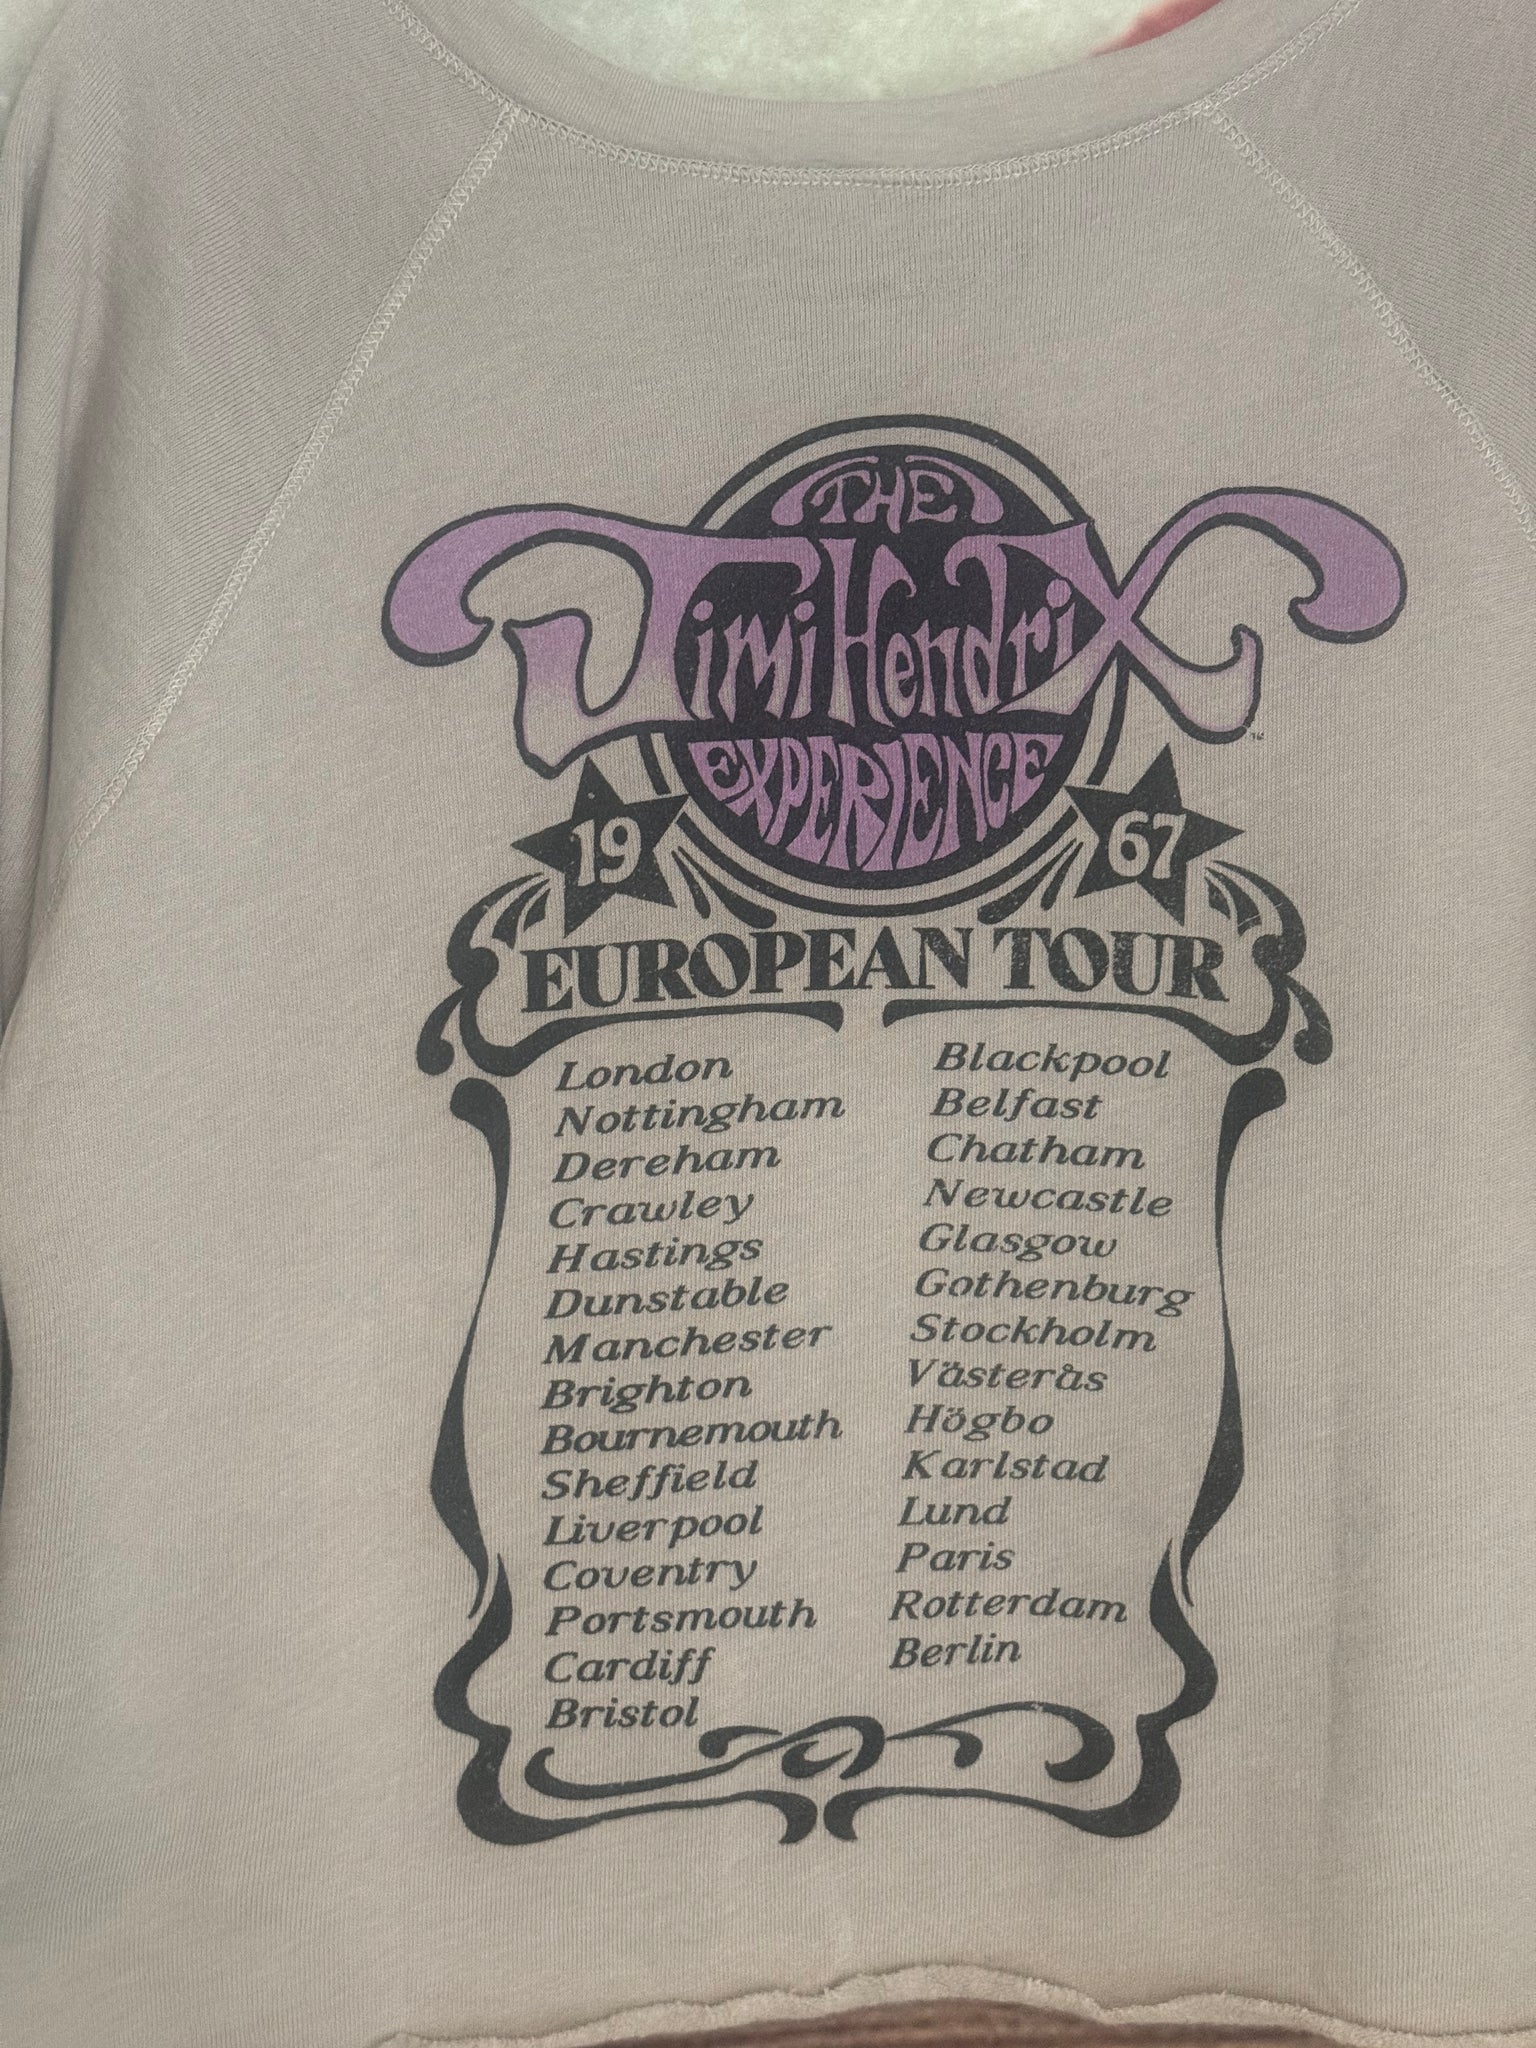 THE
Jimi HendriX
EXPERIENCE
TM
19 67
EUROPEAN TOUR
London
Nottingham
Dereham
Crawley
Hastings
Dunstable
Manchester
Brighton
Bournemouth
Sheffield
Liverpool
Coventry
Portsmouth
Cardiff
Bristol
Blackpool
Belfast
Chatham
Newcastle
Glasgow
Gothenburg
Stockholm
Västerås
Högbo
Karlstad
Lund
Paris
Rotterdam
Berlin